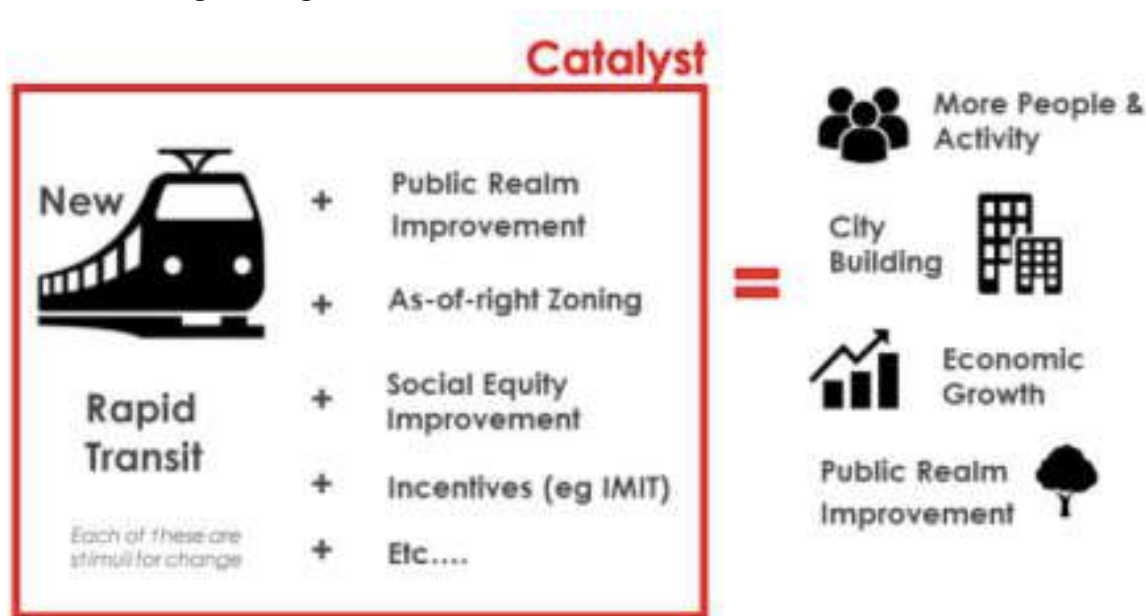 Catalyst
New
Rapid
Transit
Each of these are
stimuli for change
+ Public Realm
Improvement
+ As-of-right Zoning
+ Social Equity
Improvement
+ Incentives (eg IMIT)
+ Etc....
=
More People &
Activity
City
Building
Economic
Growth
Public Realm
Improvement